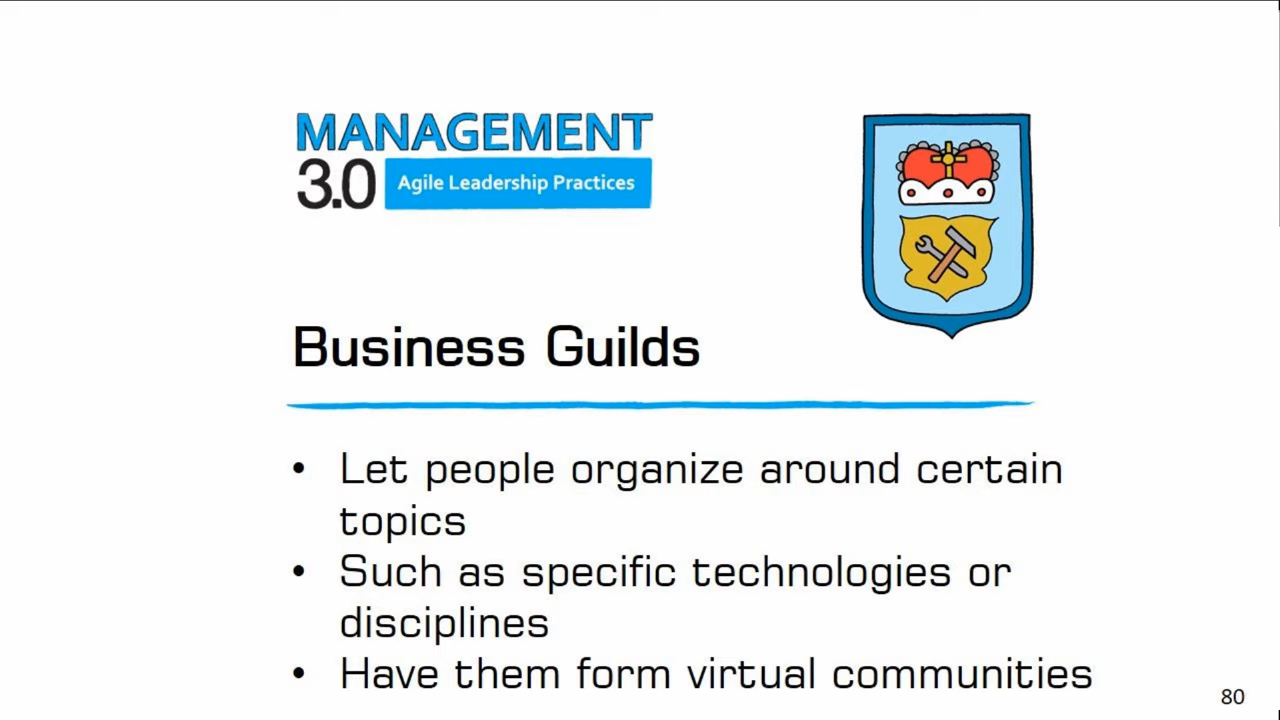 MANAGEMENT
3.0 Agile Leadership Practices
Business Guilds
• Let people organize around certain
topics
• Such as specific technologies or
disciplines
• Have them form virtual communities
80